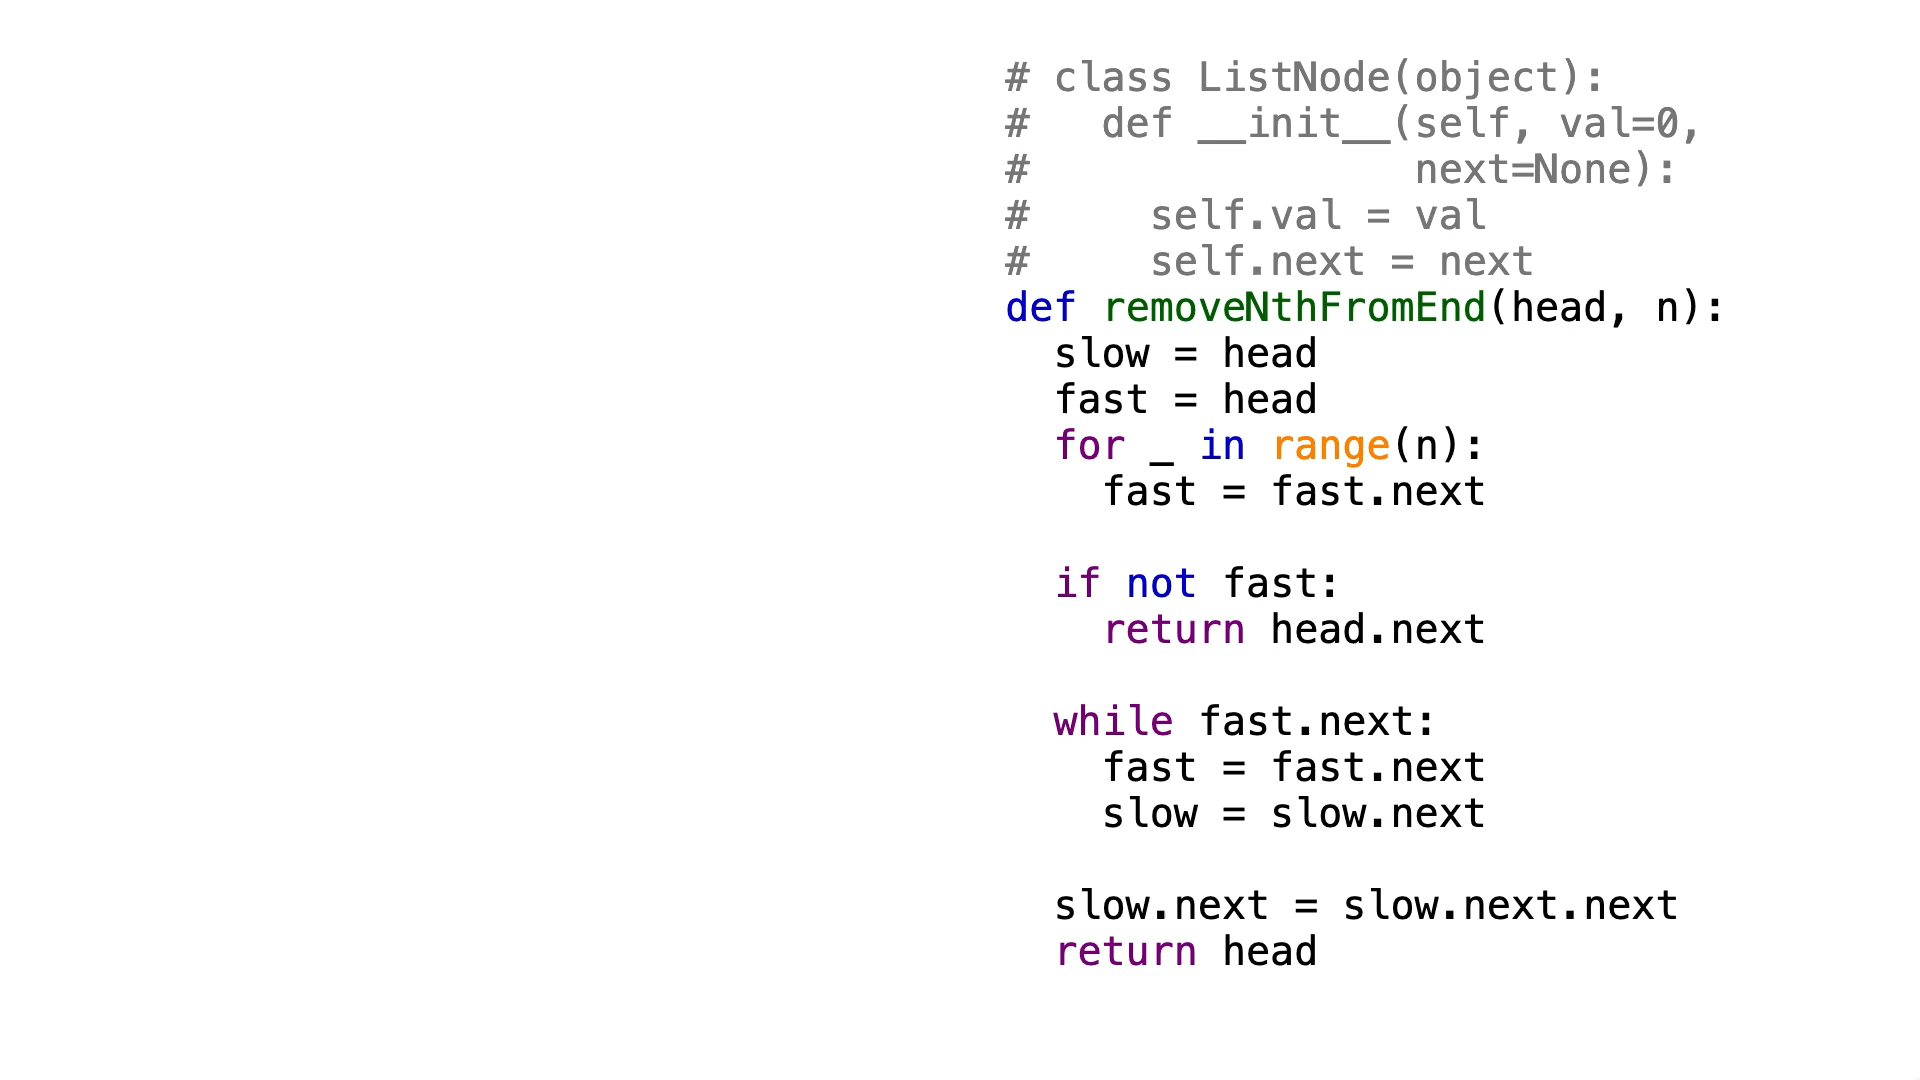 # class ListNode(object):
#   def __init__(self, val=0,
#                next=None):
#     self.val = val
#     self.next = next
def removeNthFromEnd(head, n):
  slow = head
  fast = head
  for _ in range(n):
    fast = fast.next

  if not fast:
    return head.next

  while fast.next:
    fast = fast.next
    slow = slow.next

  slow.next = slow.next.next
  return head